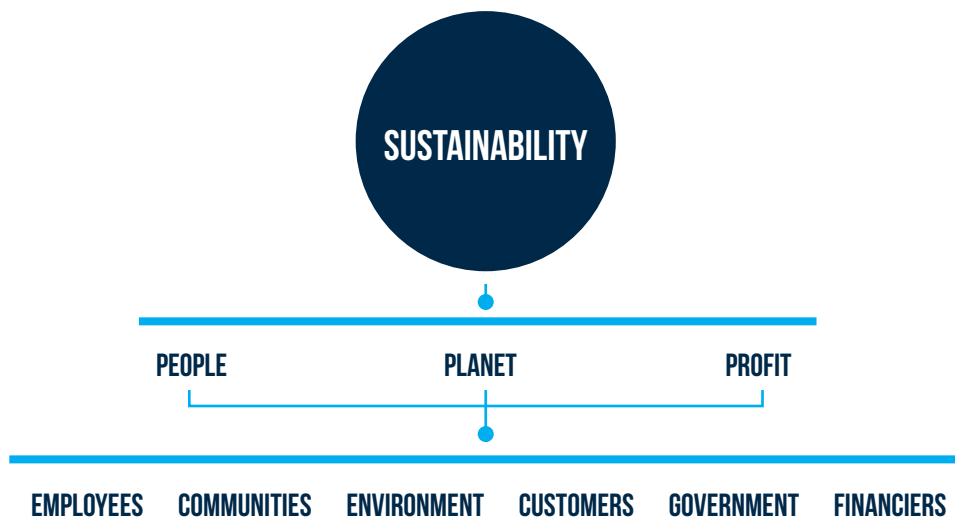 SUSTAINABILITY
PEOPLE PLANET PROFIT
EMPLOYEES COMMUNITIES ENVIRONMENT CUSTOMERS GOVERNMENT FINANCIERS